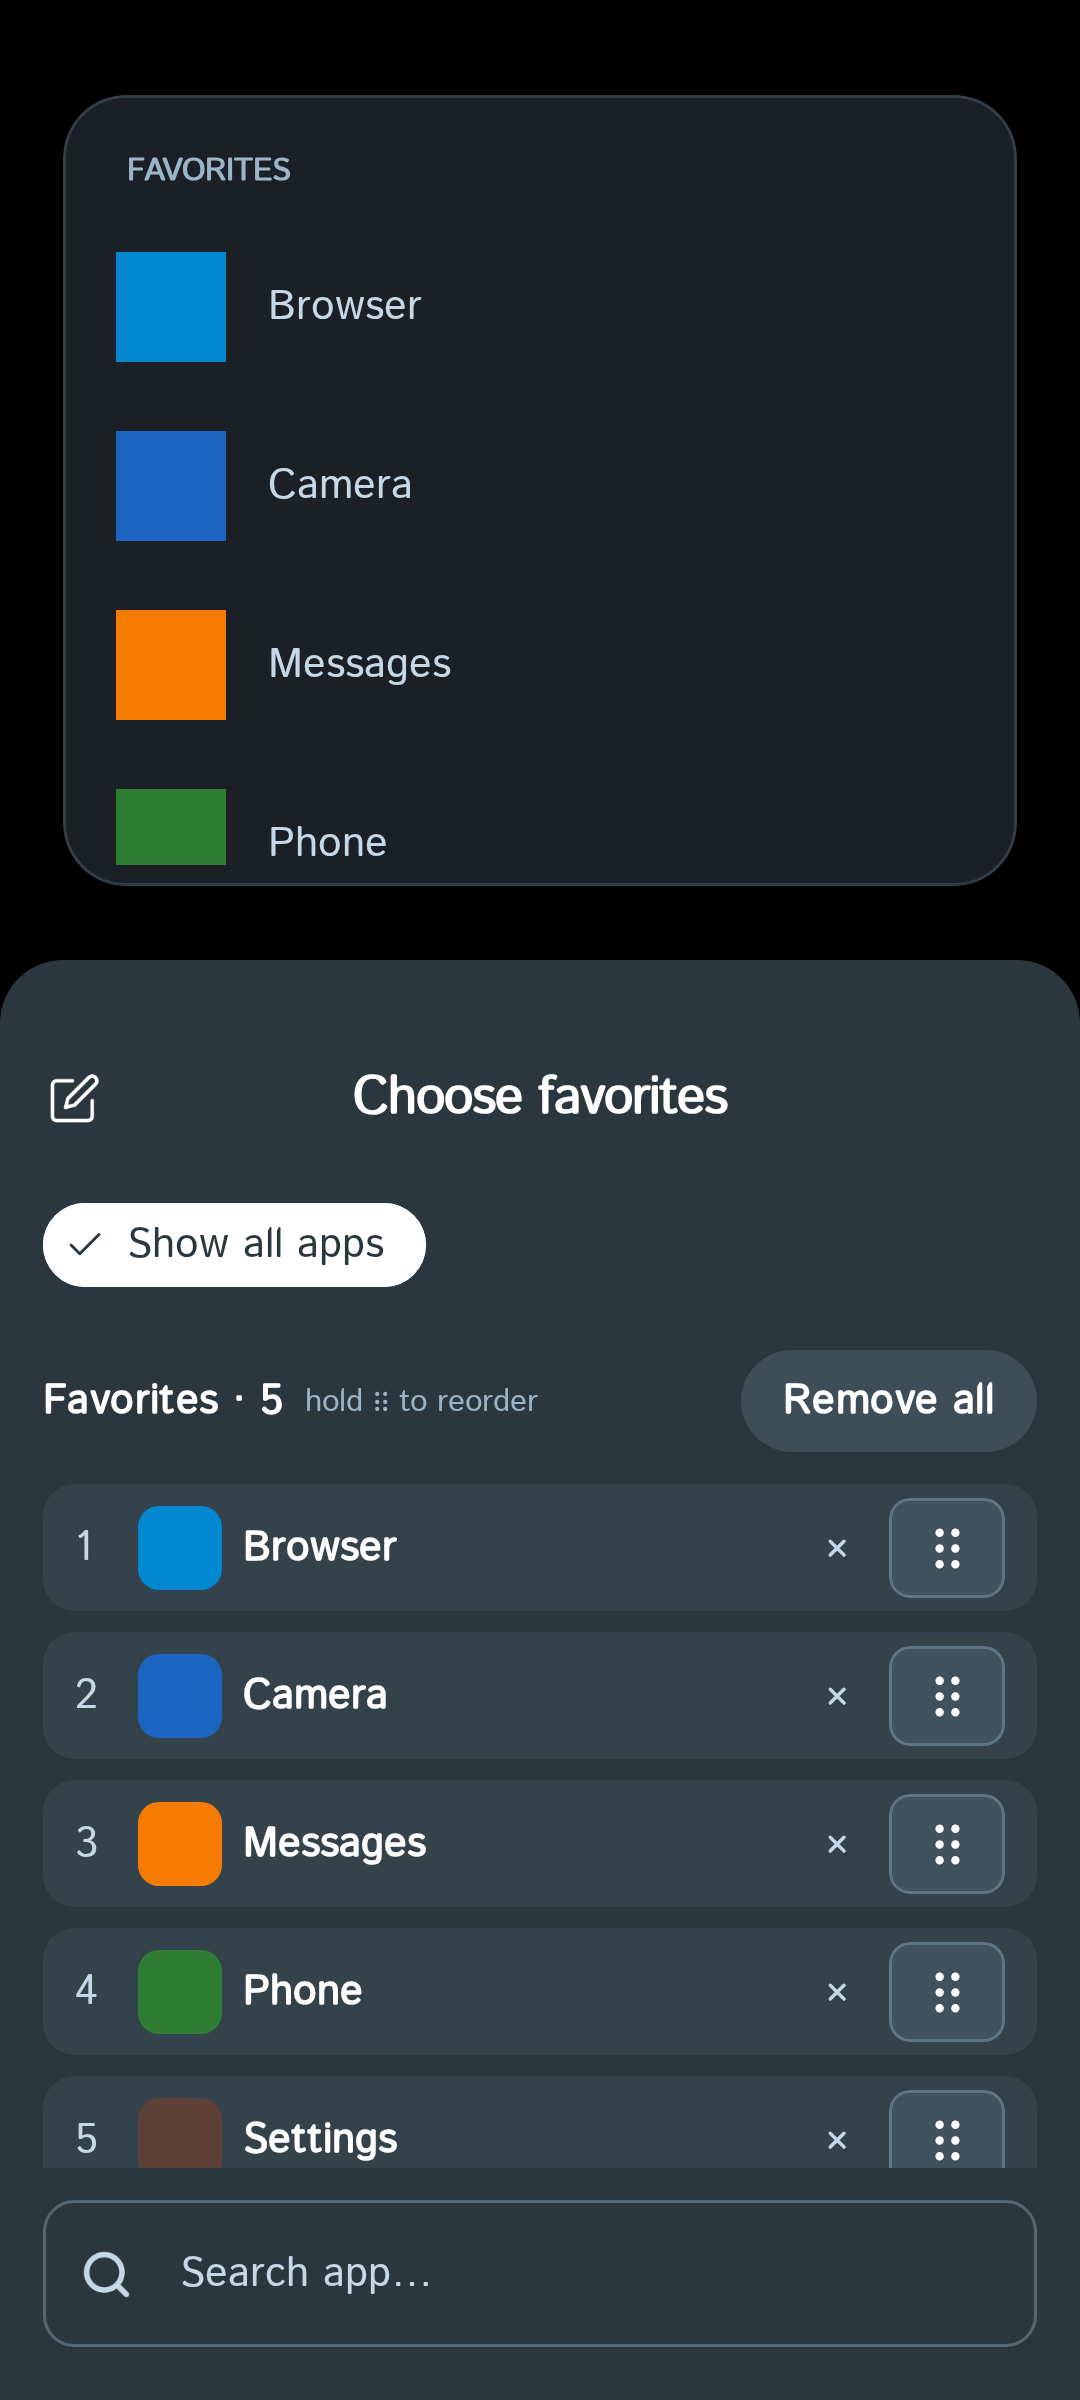 FAVORITES
Browser
Camera
Messages
Phone
Choose favorites
Show all apps
Favorites · 5 hold ⠿ to reorder
Remove all
1 Browser ×
2 Camera ×
3 Messages ×
4 Phone ×
5 Settings ×
Search app...